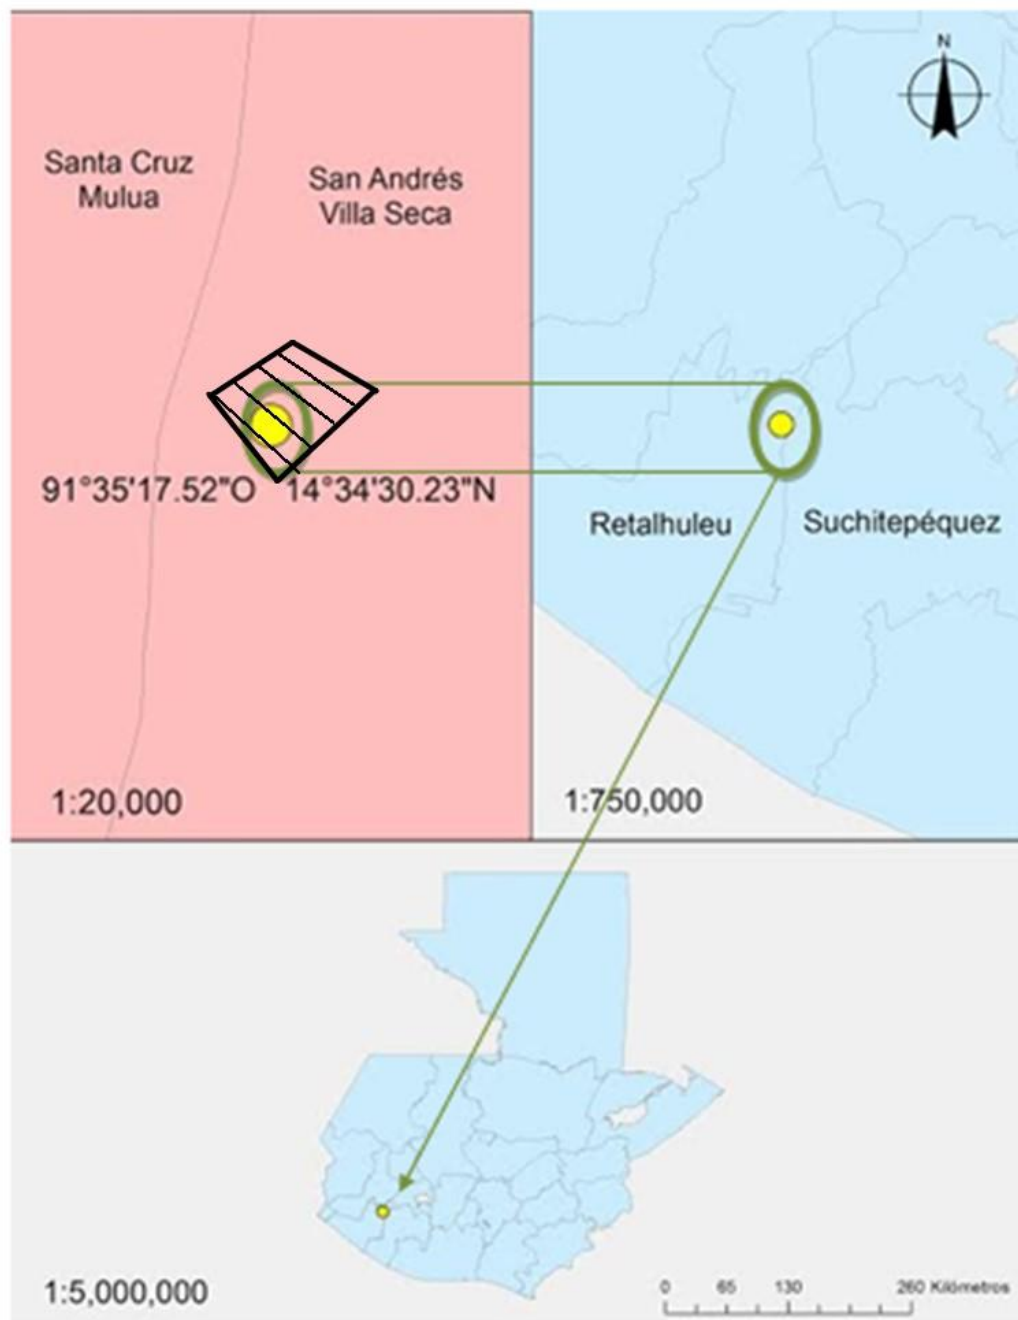 N
Santa Cruz
Mulua
San Andrés
Villa Seca
91°35'17.52"O 14°34'30.23"N
Retalhuleu
Suchitepéquez
1:20,000
1:750,000
1:5,000,000
0 65 130 260 Kilómetros